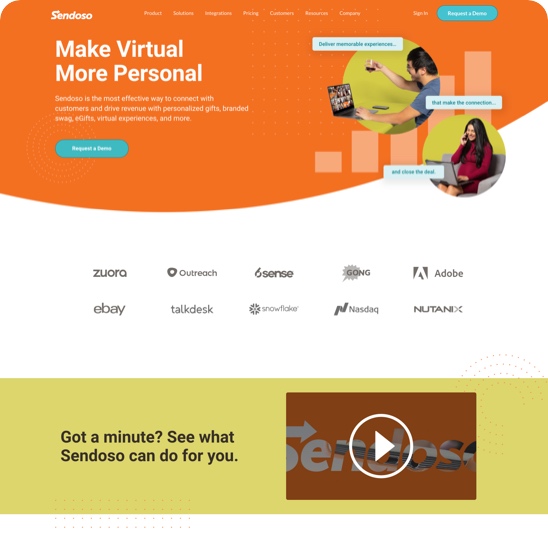 Sendoso
Product Solutions Integrations Pricing Customers Resources Company Sign in Request a Demo
Make Virtual
More Personal
Sendoso is the most effective way to connect with
customers and drive revenue with personalized gifts, branded
swag, eGifts, virtual experiences, and more.
Request a Demo
Deliver memorable experiences...
that make the connection...
and close the deal.
zuora Outreach 6sense GONG Adobe
ebay talkdesk snowflake Nasdaq NUTANIX
Got a minute? See what
Sendoso can do for you.
Sendoso